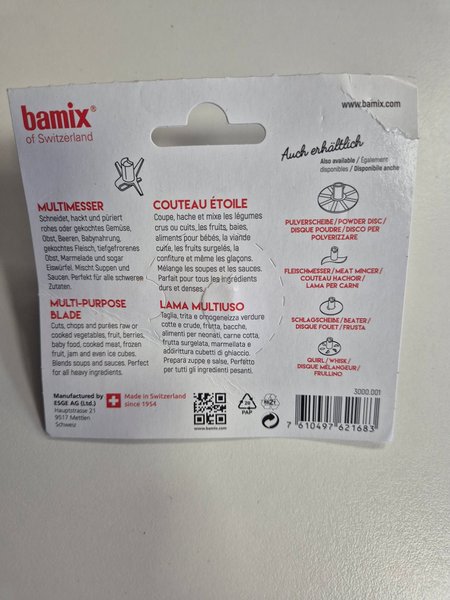 bamix®
of Switzerland
www.bamix.com
Auch erhältlich
Also available / Également
disponibles / Disponibile anche
MULTIMESSER
Schneidet, hackt und püriert
rohes oder gekochtes Gemüse,
Obst, Beeren, Babynahrung,
gekochtes Fleisch, tiefgefrorenes
Obst, Marmelade und sogar
Eiswürfel. Mischt Suppen und
Saucen, Perfekt für alle schweren
Zutaten.
COUTEAU ÉTOILE
Coupe, hache et mixe les légumes
crus ou cuits, les fruits, baies,
aliments pour bébés, la viande
cuite, les fruits surgelés, la
confiture et même les glaçons.
Mélange les soupes et les sauces.
Parfait pour tous les ingrédients
durs et denses.
MULTI-PURPOSE
BLADE
Cuts, chops and purées raw or
cooked vegetables, fruit, berries,
baby food, cooked meat, frozen
fruit, jam and even ice cubes.
Blends soups and sauces. Perfect
for all heavy ingredients.
LAMA MULTIUSO
Taglia, trita e omogeneizza verdure
cotte e crude, frutta, bacche,
alimenti per neonati, carne cotta,
frutta surgelata, marmellata e
addirittura cubetti di ghiaccio.
Prepara zuppe e salse, Perfetto
per tutti gli ingredienti pesanti.
PULVERSCHEIBE / POWDER DISC /
DISQUE POUDRE / DISCO PER
POLVERIZZARE
FLEISCHMESSER / MEAT MINCER /
COUTEAU HACHOIR /
LAMA PER CARNI
SCHLAGSCHEIBE / BEATER /
DISQUE FOUET / FRUSTA
QUIRL / WHISK /
DISQUE MÉLANGEUR /
FRULLINO
Manufactured by
ESGE AG (Ltd.)
Hauptstrasse 21
9517 Mettlen
Schweiz
Made in Switzerland
since 1954
PAP
3000.001
7 610497 621683